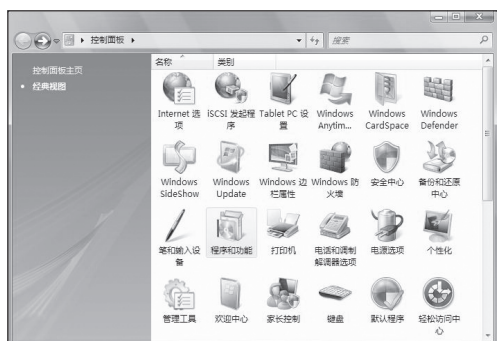 控制面板
搜索
控制面板主页
经典视图
名称 类别
Internet 选项
iSCSI 发起程序
Tablet PC 设置
Windows Anytim...
Windows CardSpace
Windows Defender
Windows SideShow
Windows Update
Windows 边栏属性
Windows 防火墙
安全中心
备份和还原中心
笔和输入设备
程序和功能
打印机
电话和调制解调器选项
电源选项
个性化
管理工具
欢迎中心
家长控制
键盘
默认程序
轻松访问中心